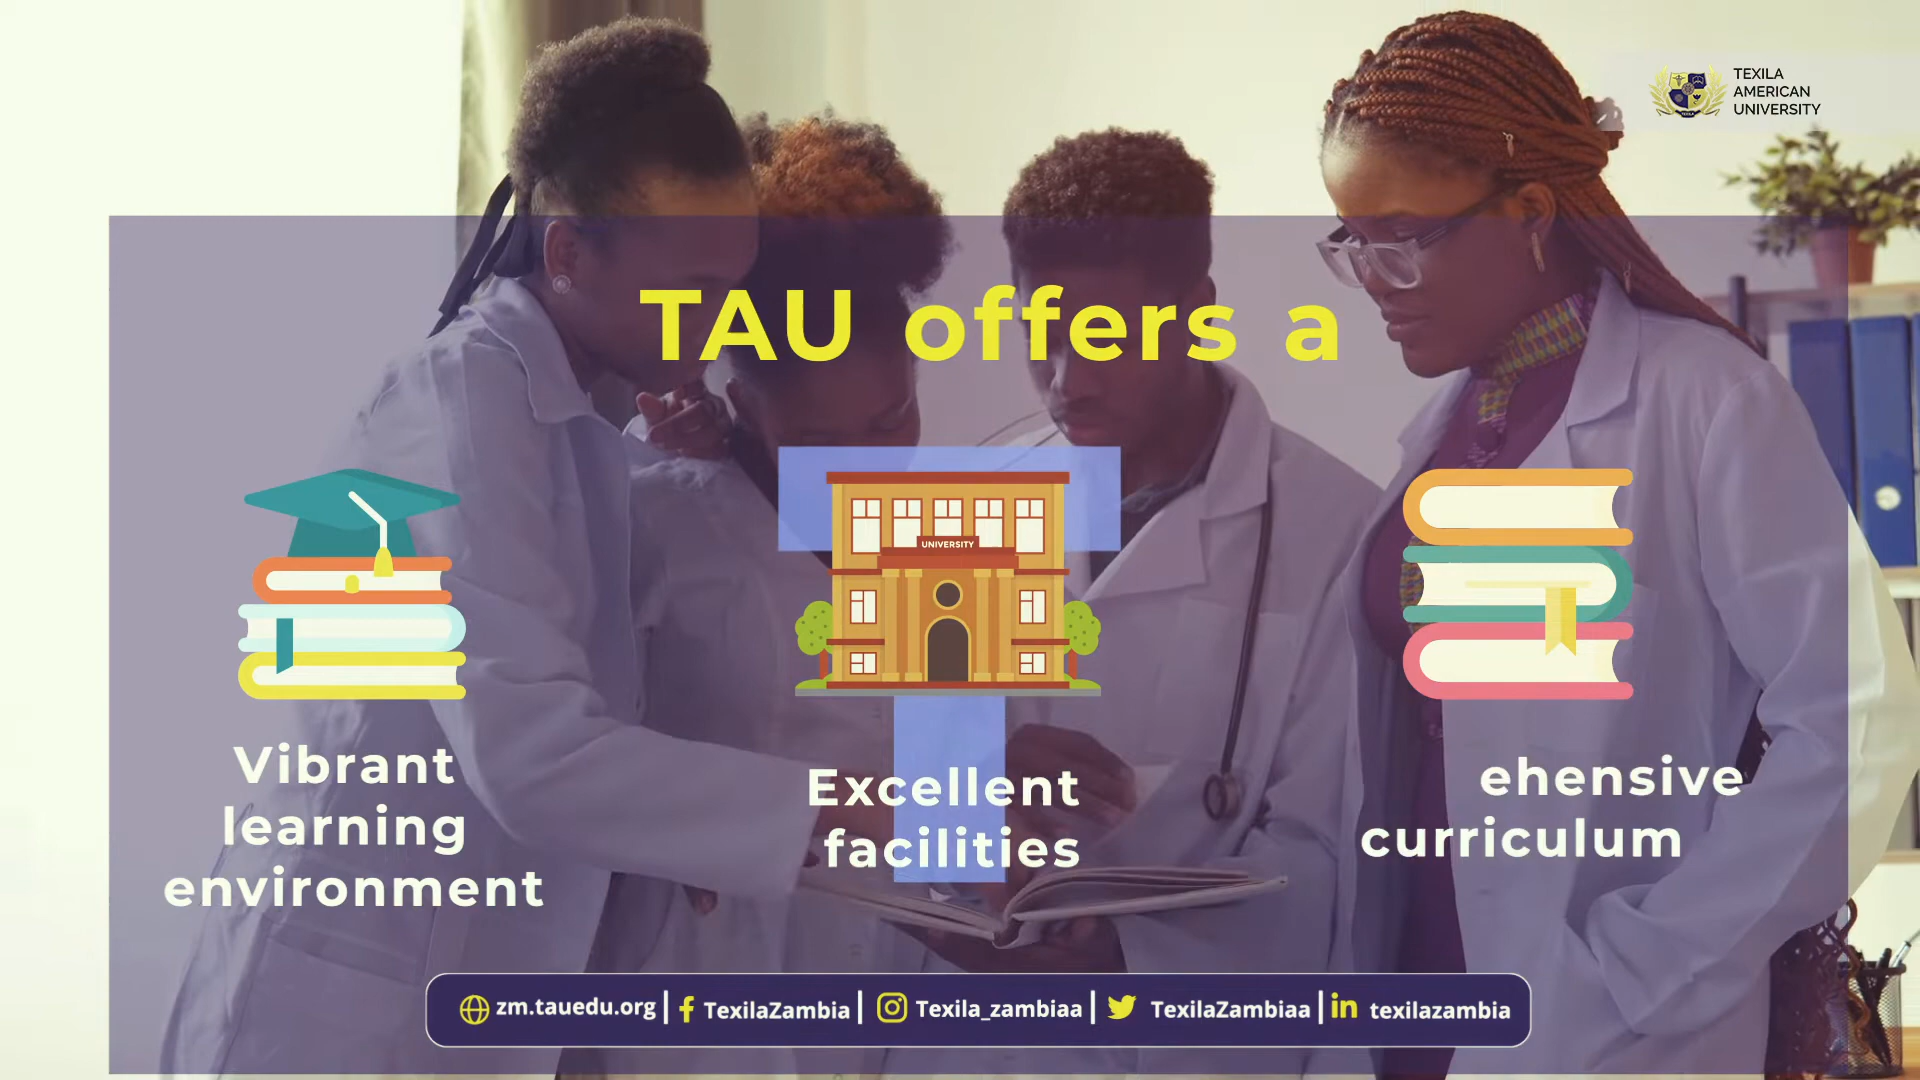 TEXILA
AMERICAN
UNIVERSITY
TAU offers a
UNIVERSITY
Vibrant
learning
environment
Excellent
facilities
ehensive
curriculum
zm.tauedu.org | TexilaZambia | Texila_zambiaa | TexilaZambiaa | texilazambia